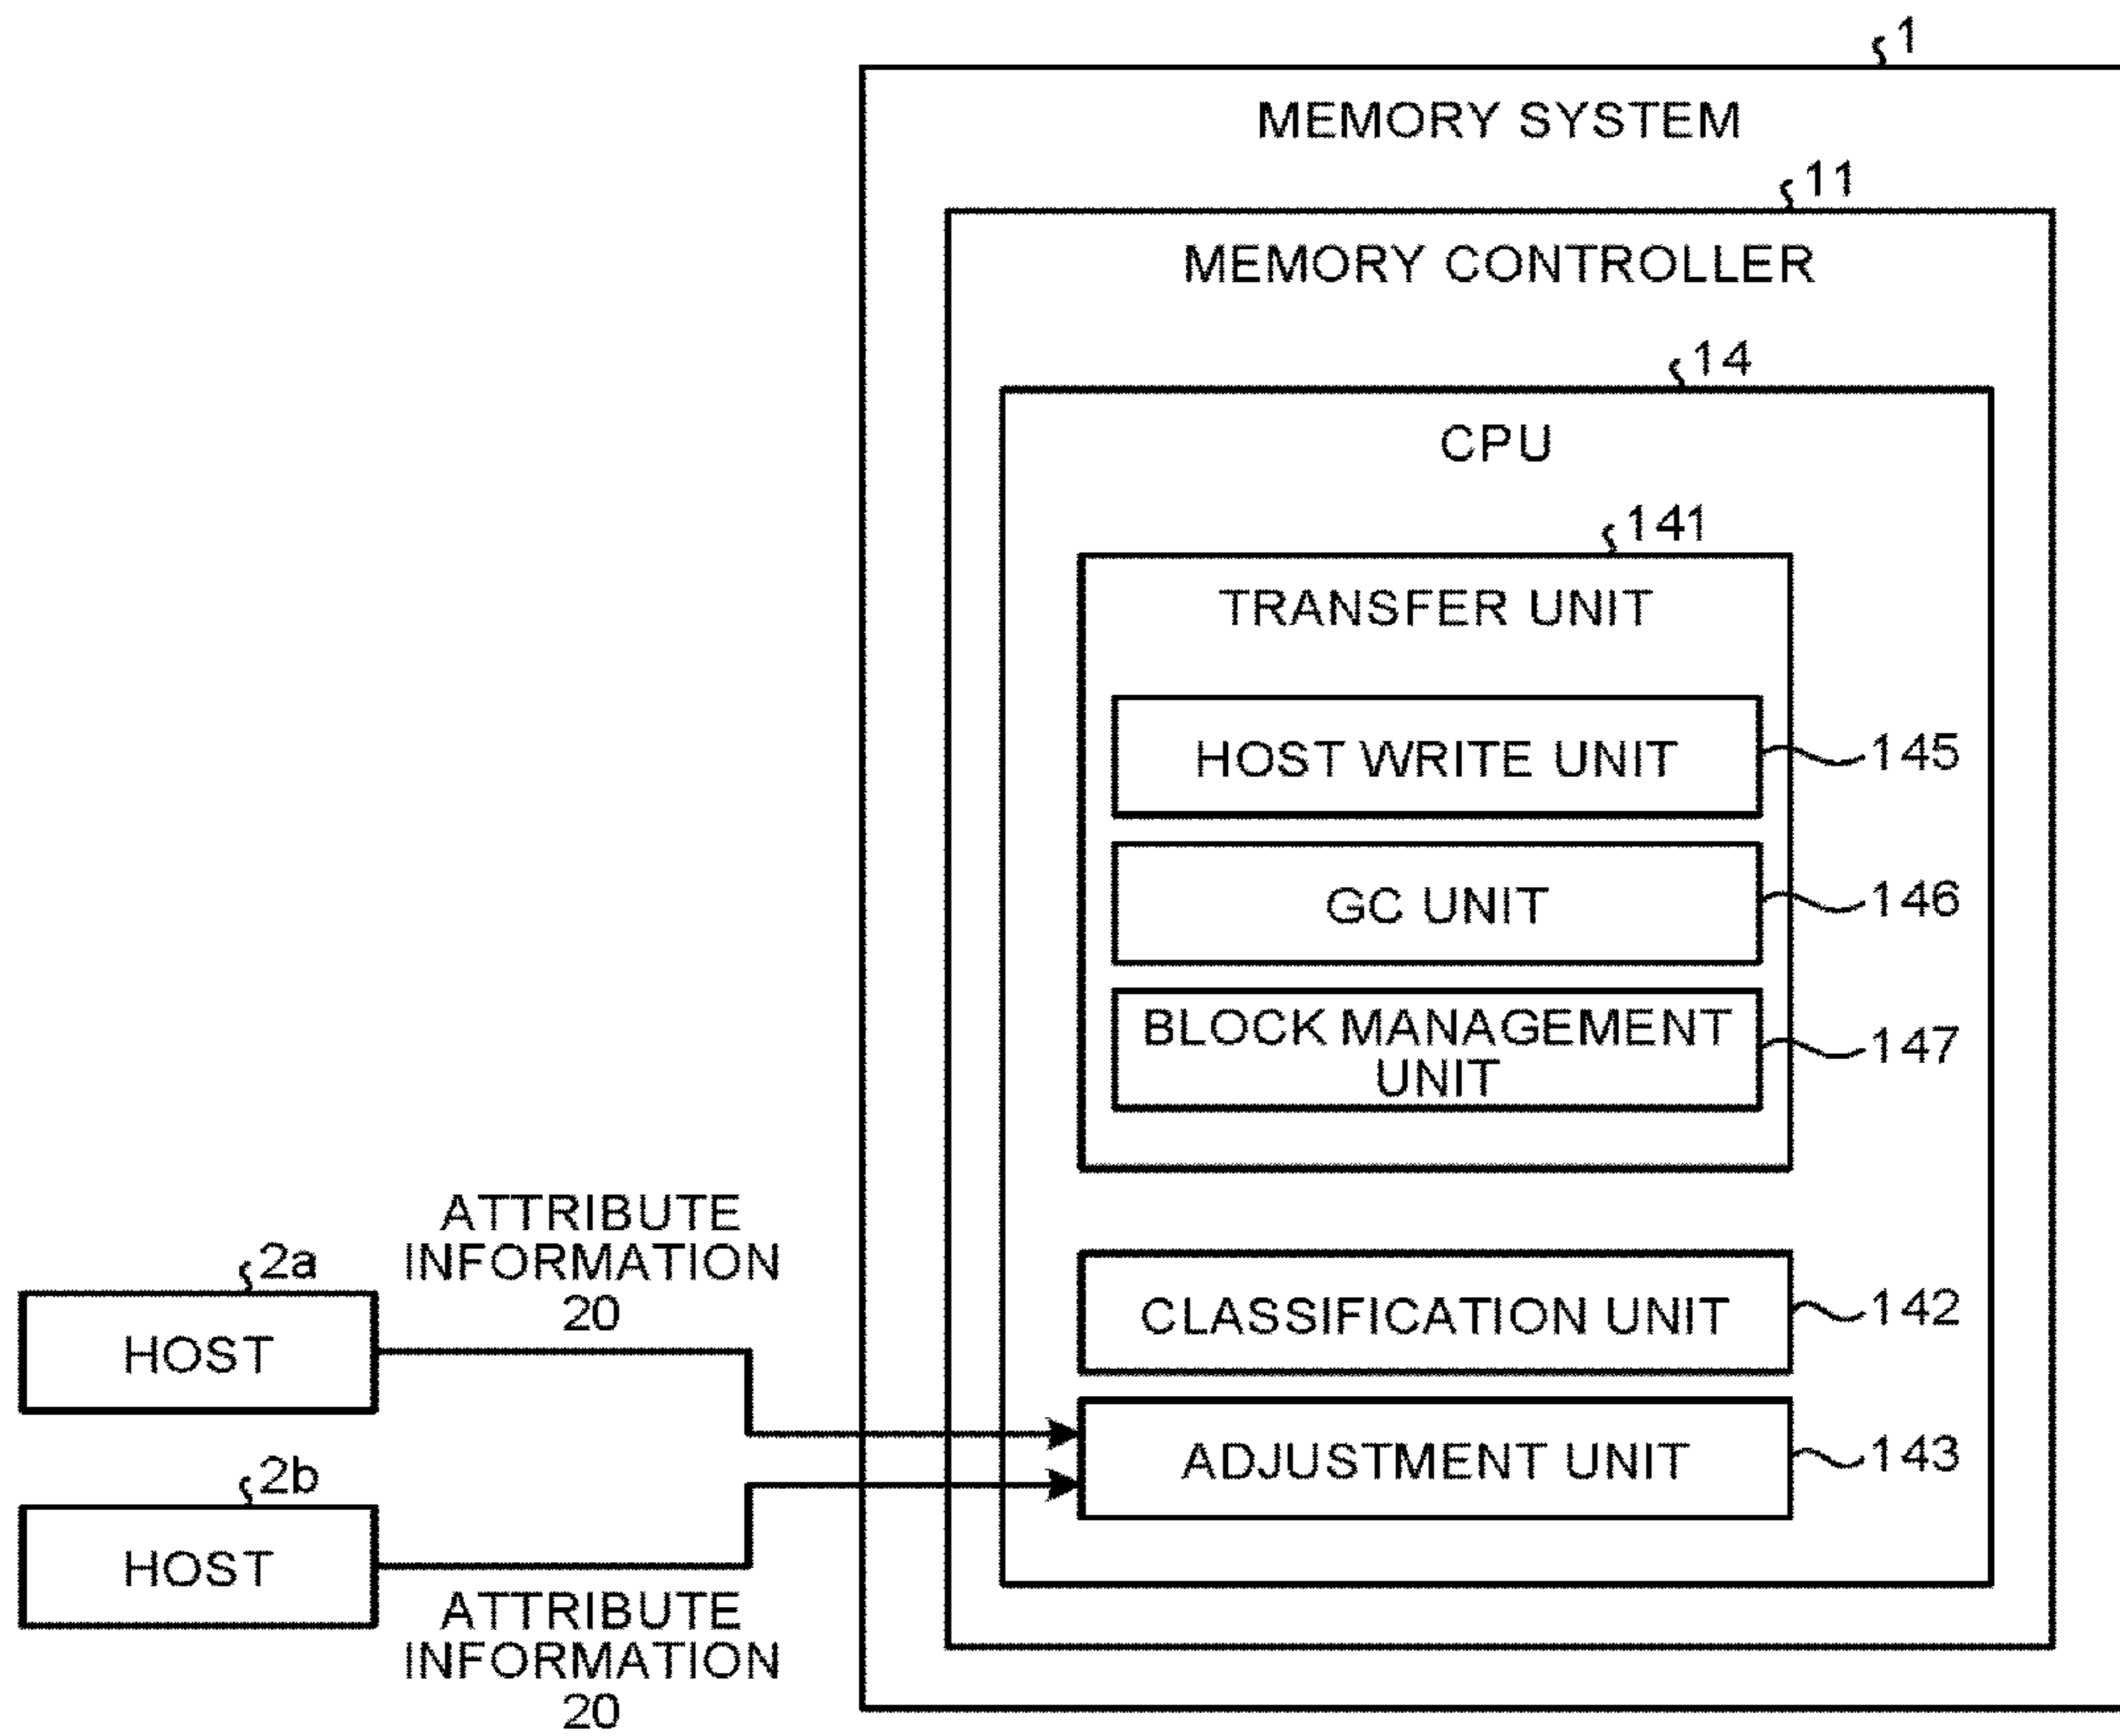 1
MEMORY SYSTEM
11
MEMORY CONTROLLER
14
CPU
141
TRANSFER UNIT
HOST WRITE UNIT
145
GC UNIT
146
BLOCK MANAGEMENT
UNIT
147
ATTRIBUTE
INFORMATION
20
2a
HOST
CLASSIFICATION UNIT
142
ADJUSTMENT UNIT
143
2b
HOST
ATTRIBUTE
INFORMATION
20